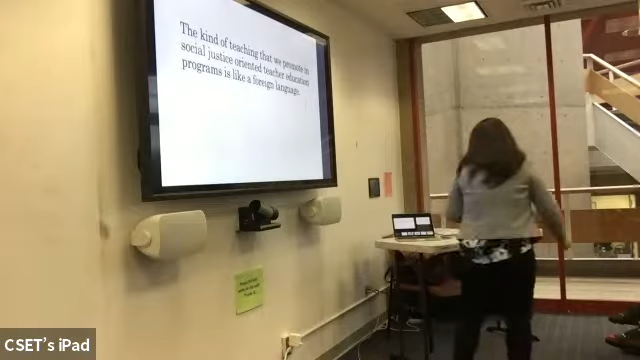 The kind of teaching that we promote in
social justice oriented teacher education
programs is like a foreign language.
CSET's iPad